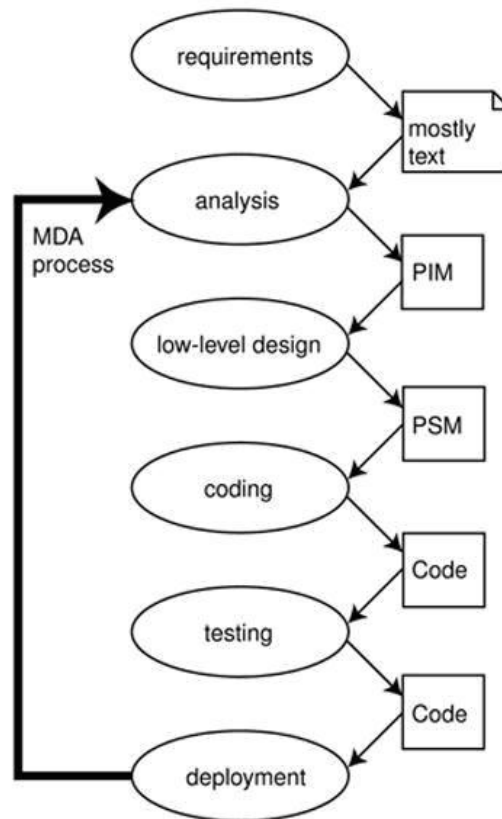 requirements
mostly
text
analysis
MDA
process
PIM
low-level design
PSM
coding
Code
testing
Code
deployment